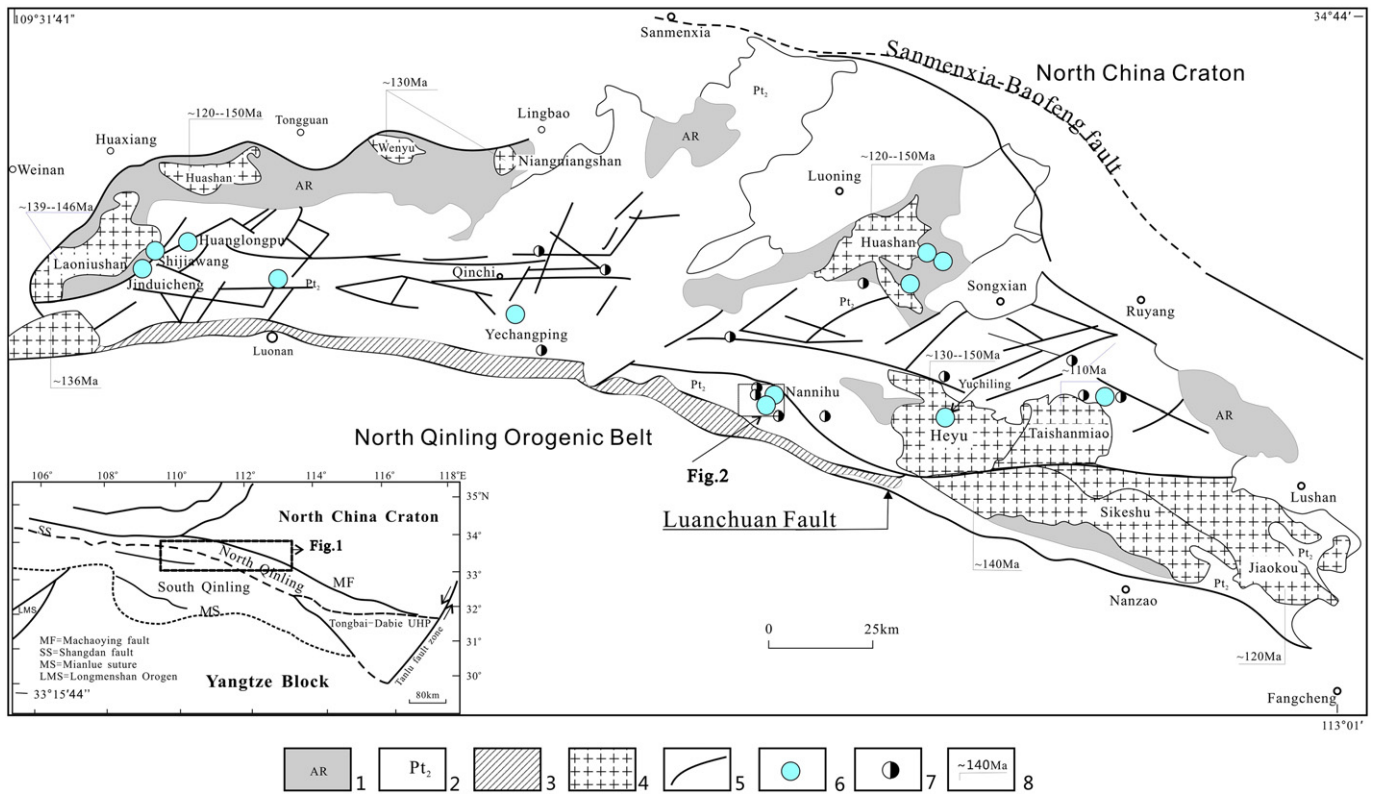 109°31′41″
34°44′
Sanmenxia
Sanmenxia-Baofeng fault
North China Craton
~130Ma
Pt₂
~120--150Ma
Tongguan
Lingbao
Huaxiang
AR
Wenyu
Niangniangshan
Weinan
Huashan
AR
~120--150Ma
Luoning
~139--146Ma
Huanglongpu
Huashan
Laoniushan
Shijiawang
Jinduicheng
Pt₂
Qinchi
Songxian
Pt₂
Ruyang
Yechangping
Luonan
~136Ma
~130--150Ma
~110Ma
Pt₂
Nannihu
Yuchiling
AR
North Qinling Orogenic Belt
Heyu
Taishanmiao
Fig.2
Luanchuan Fault
Lushan
Sikeshu
Pt₂
Jiaokou
~140Ma
Pt₂
Nanzao
0 25km
~120Ma
Fangcheng
113°01′
106° 108° 110° 112° 114° 116° 118°E
35°N
34°
33°
32°
31°
30°
North China Craton
SS
Fig.1
North Qinling
South Qinling
MF
MS
LMS
Tongbai-Dabie UHP
Tanlu fault zone
MF=Machaoying fault
SS=Shangdan fault
MS=Mianlue suture
LMS=Longmenshan Orogen
33°15′44″
Yangtze Block
80km
AR 1
Pt₂ 2
3
4
5
6
7
~140Ma 8